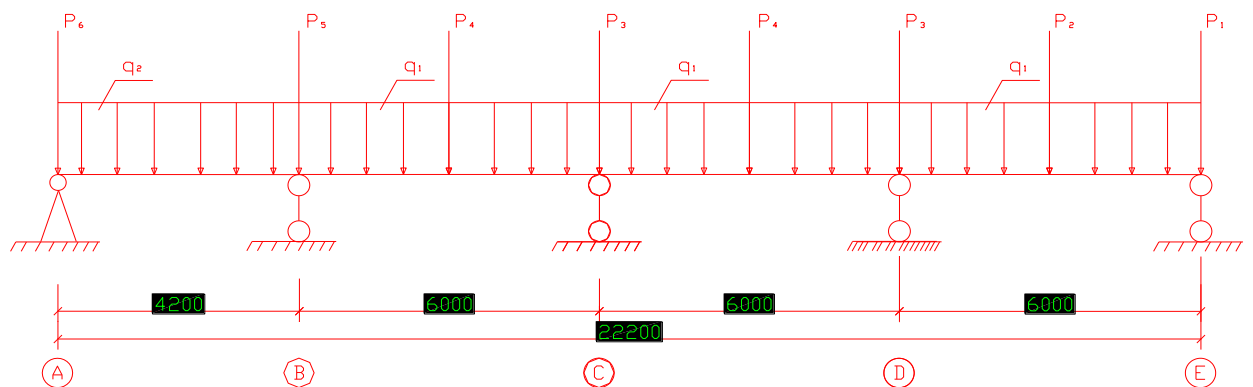 P₆ P₅ P₄ P₃ P₄ P₃ P₂ P₁
q₂ q₁ q₁ q₁
4200 6000 6000 6000
22200
A B C D E